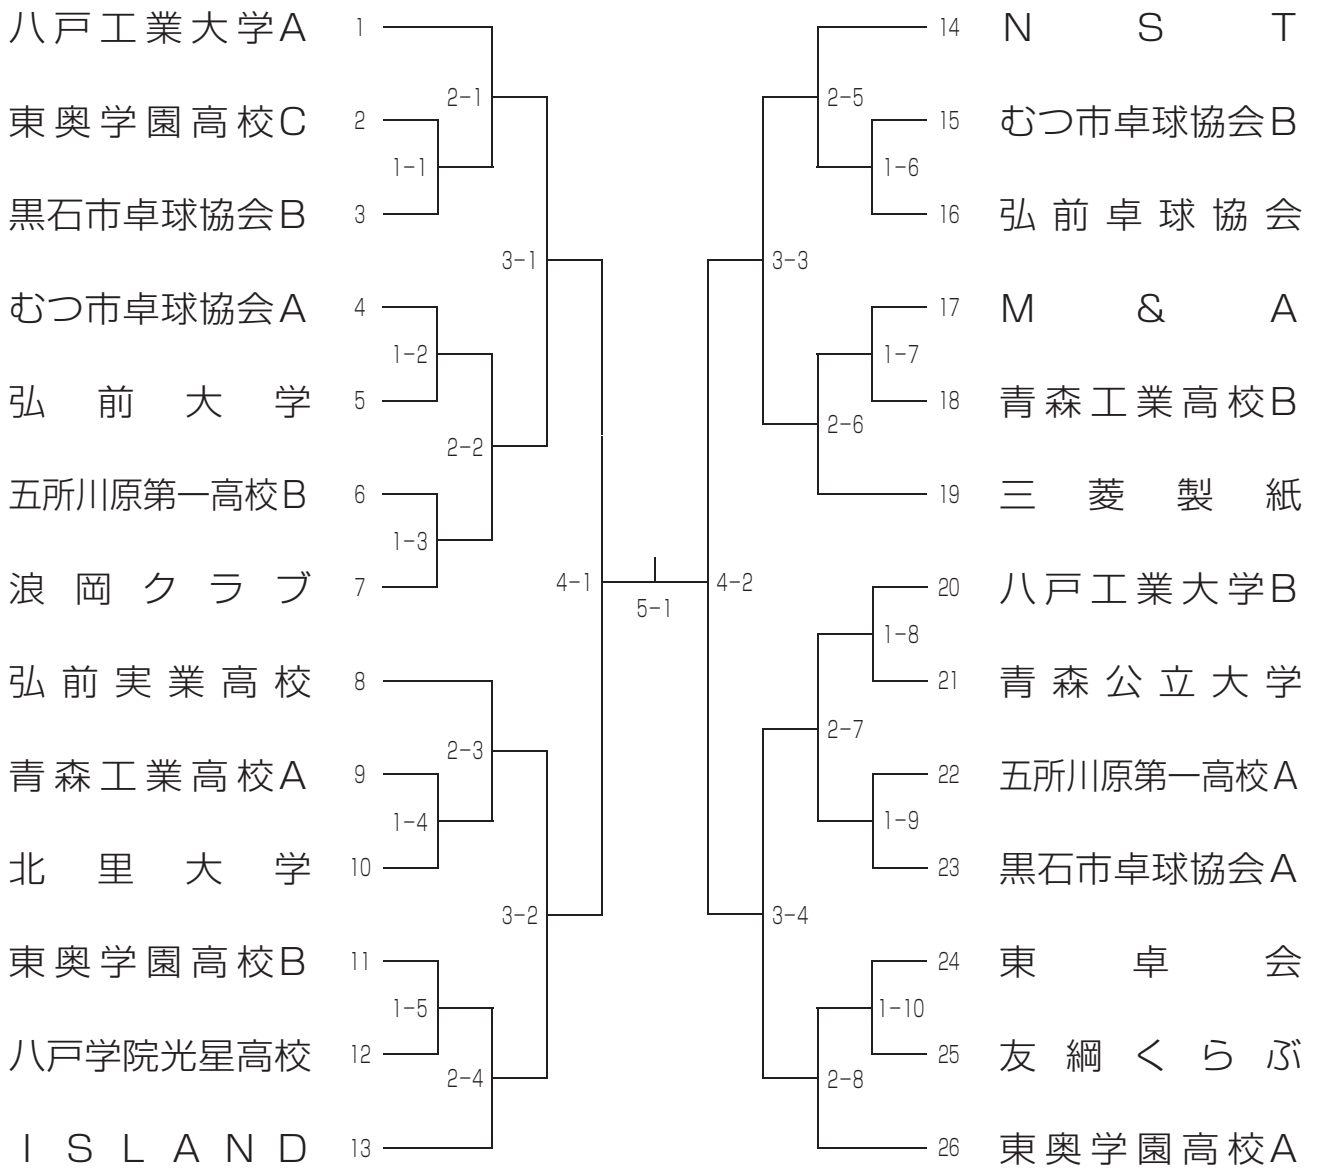 八戸工業大学A 1
東奥学園高校C 2
黒石市卓球協会B 3
むつ市卓球協会A 4
弘前大学 5
五所川原第一高校B 6
浪岡クラブ 7
弘前実業高校 8
青森工業高校A 9
北里大学 10
東奥学園高校B 11
八戸学院光星高校 12
ISLAND 13
1-1
1-2
1-3
1-4
1-5
2-1
2-2
2-3
2-4
3-1
3-2
4-1
5-1
4-2
3-3
3-4
2-5
2-6
2-7
2-8
1-6
1-7
1-8
1-9
1-10
14 NST
15 むつ市卓球協会B
16 弘前卓球協会
17 M&A
18 青森工業高校B
19 三菱製紙
20 八戸工業大学B
21 青森公立大学
22 五所川原第一高校A
23 黒石市卓球協会A
24 東卓会
25 友綱くらぶ
26 東奥学園高校A